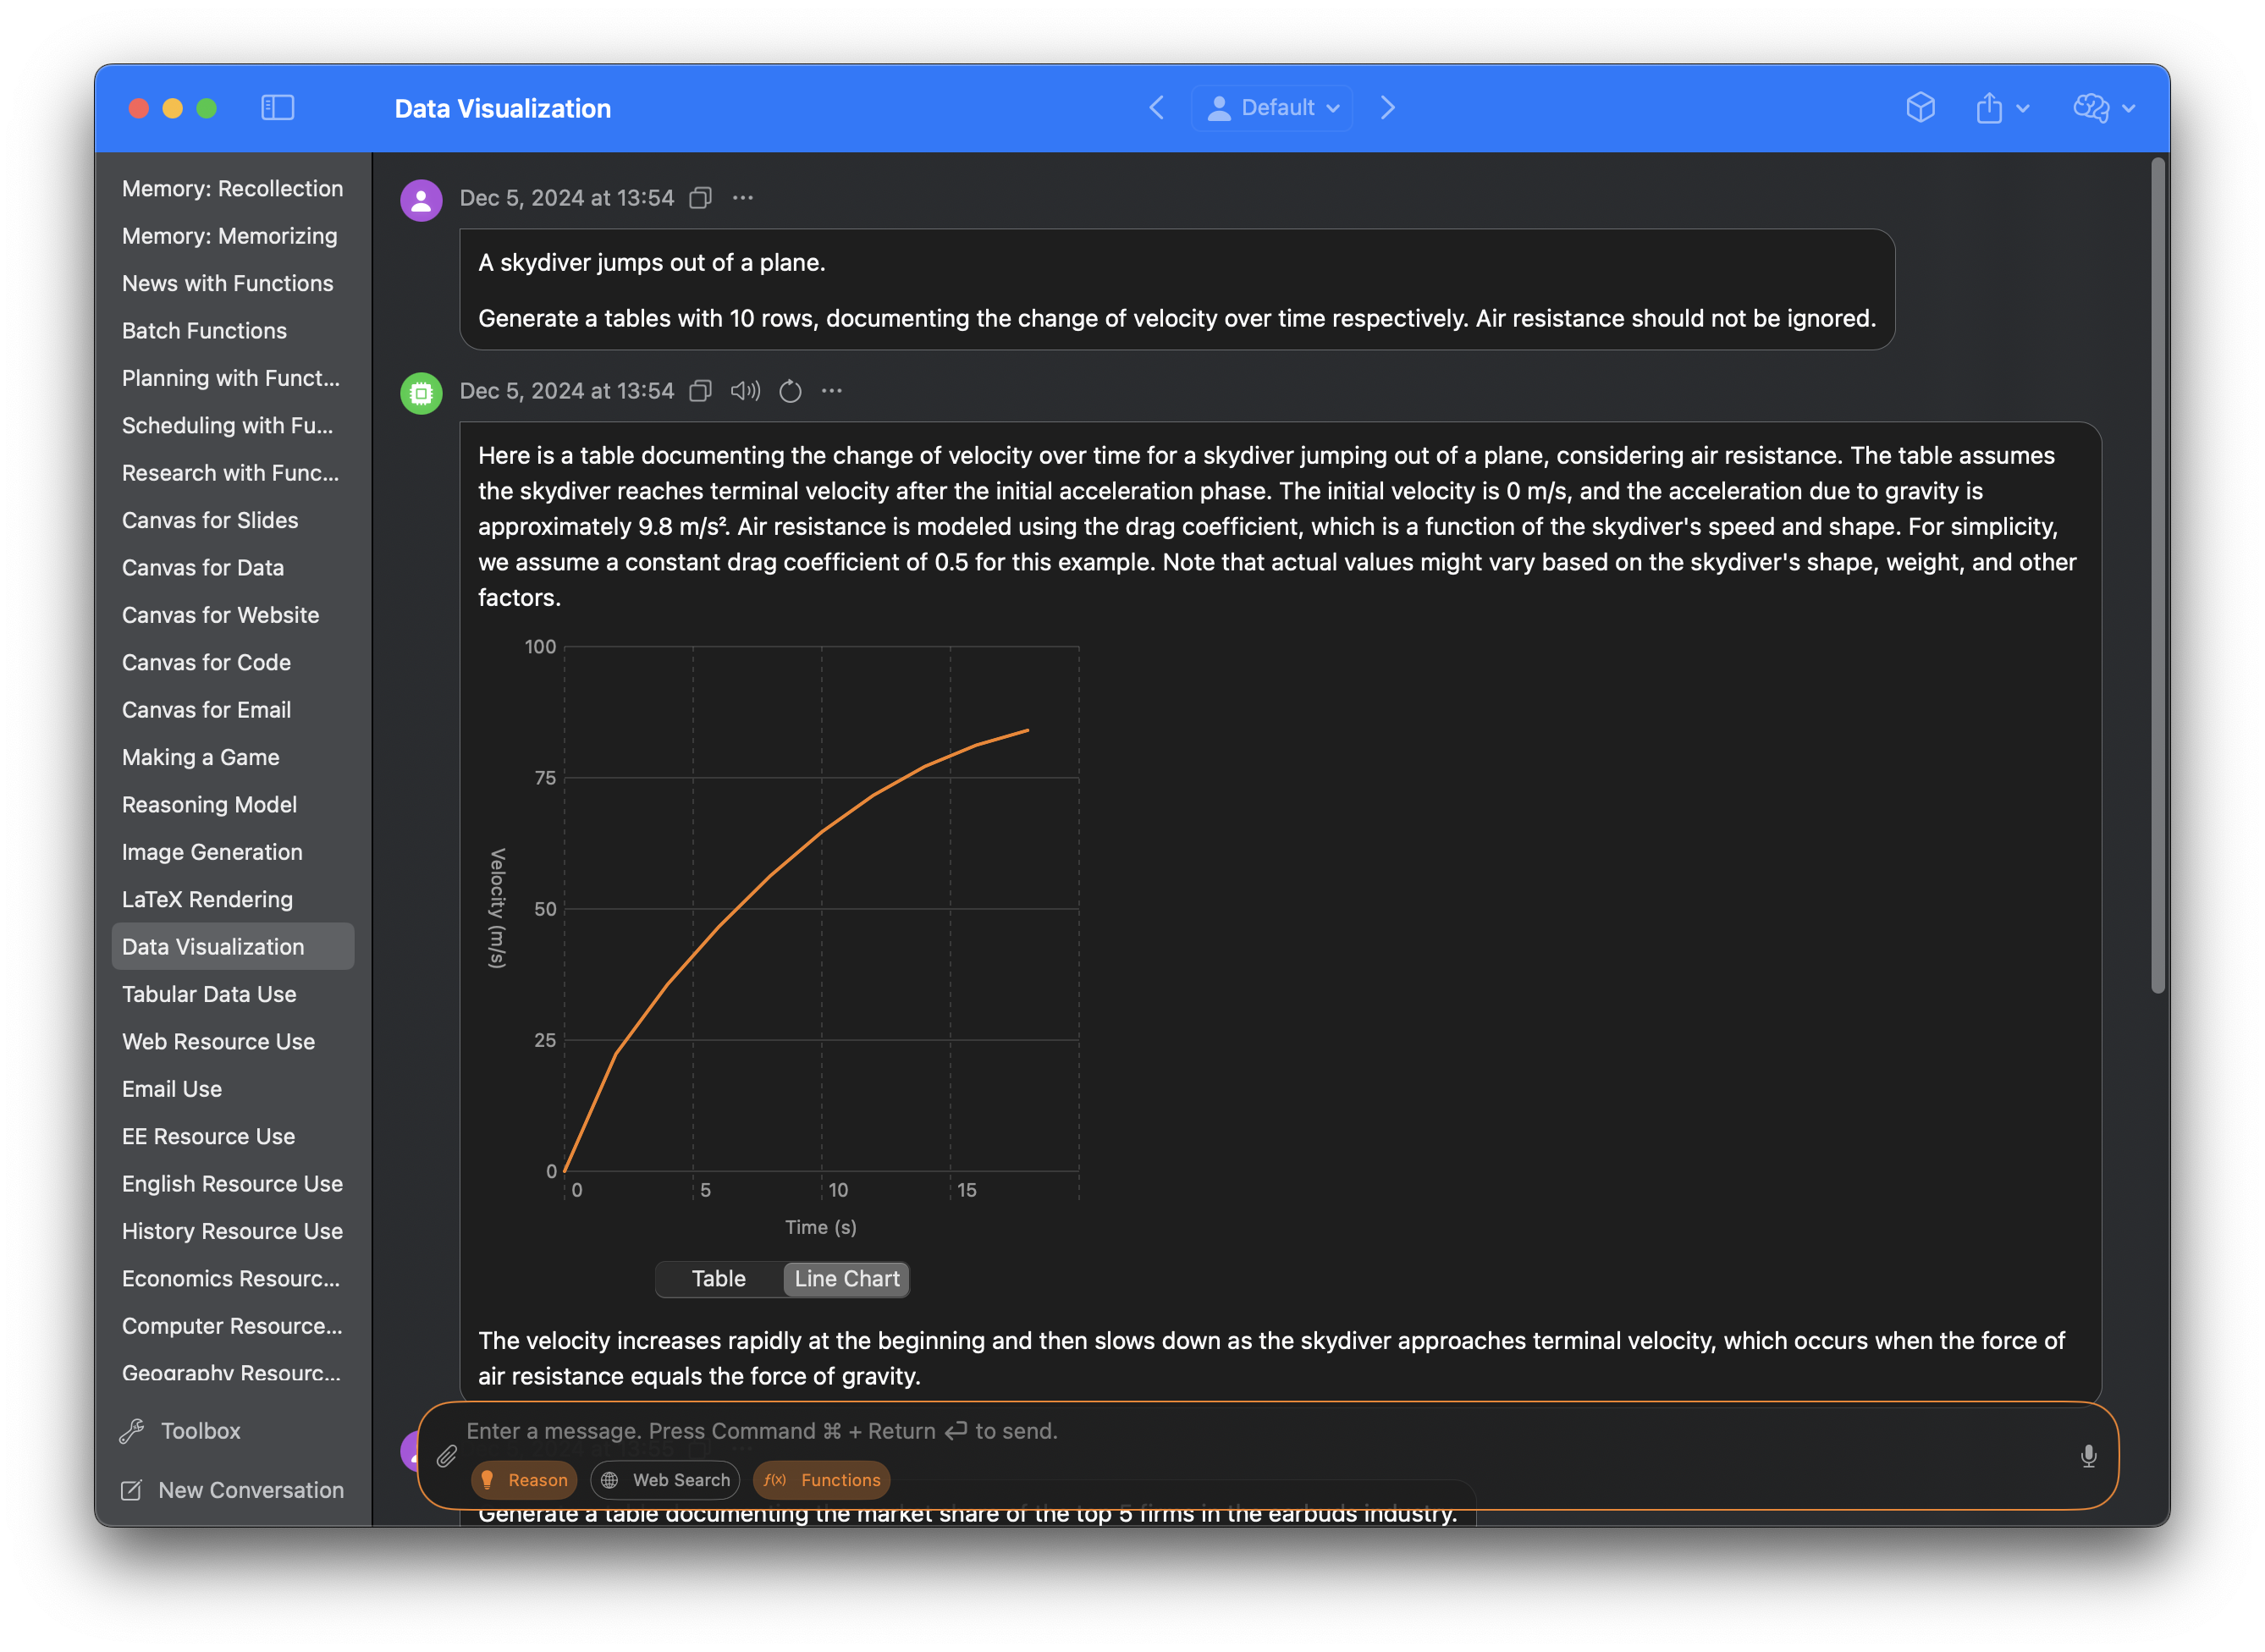 Data Visualization
Default
Memory: Recollection
Memory: Memorizing
News with Functions
Batch Functions
Planning with Funct...
Scheduling with Fu...
Research with Func...
Canvas for Slides
Canvas for Data
Canvas for Website
Canvas for Code
Canvas for Email
Making a Game
Reasoning Model
Image Generation
LaTeX Rendering
Data Visualization
Tabular Data Use
Web Resource Use
Email Use
EE Resource Use
English Resource Use
History Resource Use
Economics Resourc...
Computer Resource...
Geography Resourc...
Toolbox
New Conversation
Dec 5, 2024 at 13:54
A skydiver jumps out of a plane.
Generate a tables with 10 rows, documenting the change of velocity over time respectively. Air resistance should not be ignored.
Dec 5, 2024 at 13:54
Here is a table documenting the change of velocity over time for a skydiver jumping out of a plane, considering air resistance. The table assumes
the skydiver reaches terminal velocity after the initial acceleration phase. The initial velocity is 0 m/s, and the acceleration due to gravity is
approximately 9.8 m/s². Air resistance is modeled using the drag coefficient, which is a function of the skydiver's speed and shape. For simplicity,
we assume a constant drag coefficient of 0.5 for this example. Note that actual values might vary based on the skydiver's shape, weight, and other
factors.
100
75
50
25
0
Velocity (m/s)
0 5 10 15
Time (s)
Table Line Chart
The velocity increases rapidly at the beginning and then slows down as the skydiver approaches terminal velocity, which occurs when the force of
air resistance equals the force of gravity.
Enter a message. Press Command ⌘ + Return ↩ to send.
Reason Web Search f(x) Functions
Generate a table documenting the market share of the top 5 firms in the earbuds industry.